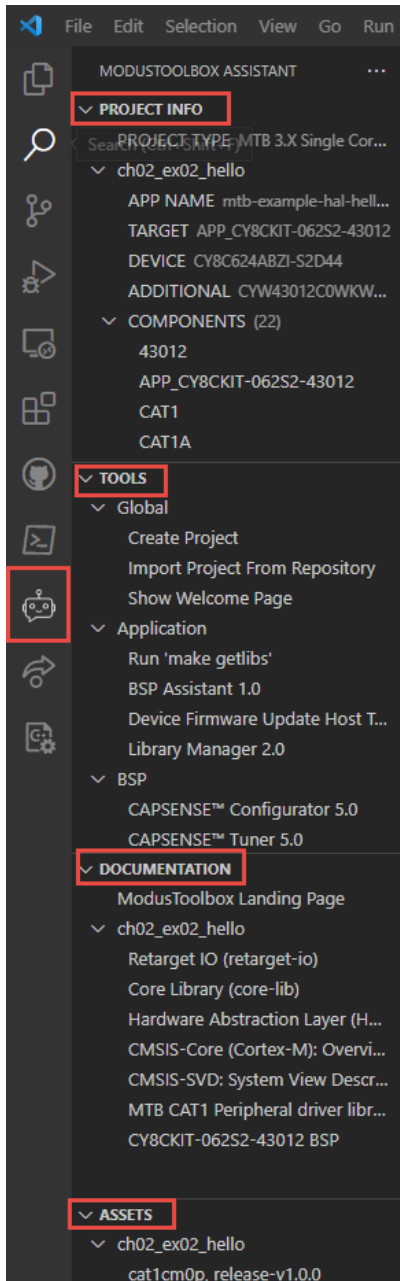 File Edit Selection View Go Run
MODUSTOOLBOX ASSISTANT ...
PROJECT INFO
PROJECT TYPE MTB 3.X Single Cor...
Search (Ctrl+Shift+F)
ch02_ex02_hello
APP NAME mtb-example-hal-hell...
TARGET APP_CY8CKIT-062S2-43012
DEVICE CY8C624ABZI-S2D44
ADDITIONAL CYW43012C0WKW...
COMPONENTS (22)
43012
APP_CY8CKIT-062S2-43012
CAT1
CAT1A
TOOLS
Global
Create Project
Import Project From Repository
Show Welcome Page
Application
Run 'make getlibs'
BSP Assistant 1.0
Device Firmware Update Host T...
Library Manager 2.0
BSP
CAPSENSE™ Configurator 5.0
CAPSENSE™ Tuner 5.0
DOCUMENTATION
ModusToolbox Landing Page
ch02_ex02_hello
Retarget IO (retarget-io)
Core Library (core-lib)
Hardware Abstraction Layer (H...
CMSIS-Core (Cortex-M): Overvi...
CMSIS-SVD: System View Descr...
MTB CAT1 Peripheral driver libr...
CY8CKIT-062S2-43012 BSP
ASSETS
ch02_ex02_hello
cat1cm0p, release-v1.0.0